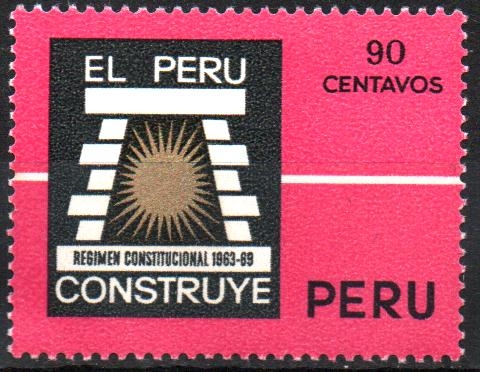 EL PERU
REGIMEN CONSTITUCIONAL 1963-69
CONSTRUYE
90
CENTAVOS
PERU